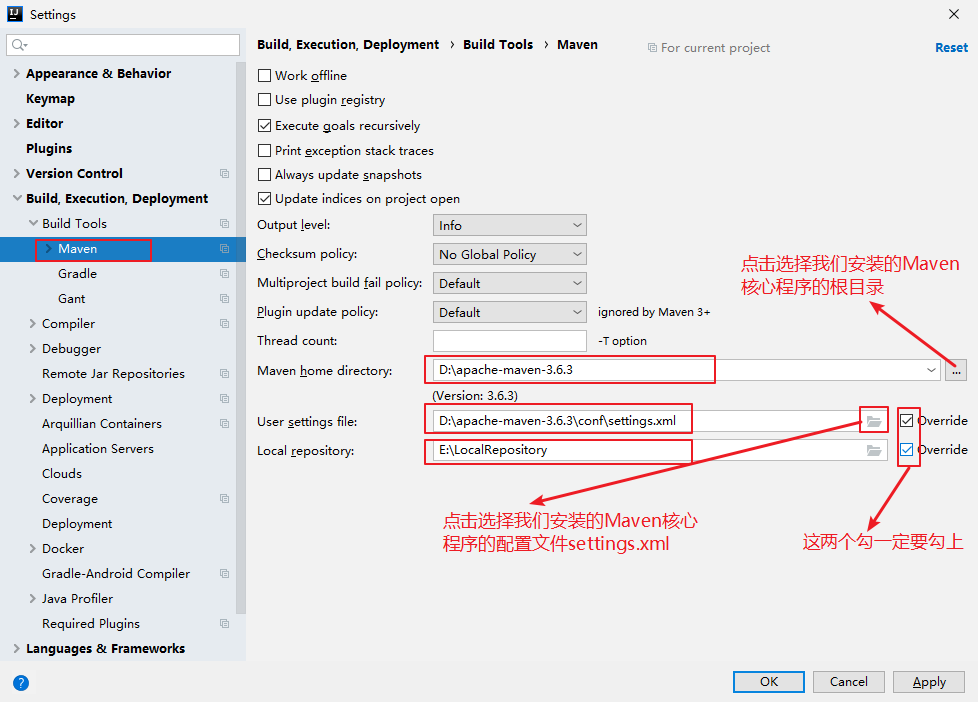 Settings
Build, Execution, Deployment › Build Tools › Maven
For current project
Reset
Appearance & Behavior
Keymap
Editor
Plugins
Version Control
Build, Execution, Deployment
Build Tools
Maven
Gradle
Gant
Compiler
Debugger
Remote Jar Repositories
Deployment
Arquillian Containers
Application Servers
Clouds
Coverage
Deployment
Docker
Gradle-Android Compiler
Java Profiler
Required Plugins
Languages & Frameworks
Work offline
Use plugin registry
Execute goals recursively
Print exception stack traces
Always update snapshots
Update indices on project open
Output level: Info
Checksum policy: No Global Policy
Multiproject build fail policy: Default
Plugin update policy: Default ignored by Maven 3+
Thread count: -T option
Maven home directory: D:\apache-maven-3.6.3 ...
(Version: 3.6.3)
User settings file: D:\apache-maven-3.6.3\conf\settings.xml Override
Local repository: E:\LocalRepository Override
点击选择我们安装的Maven
核心程序的根目录
点击选择我们安装的Maven核心
程序的配置文件settings.xml
这两个勾一定要勾上
?
OK
Cancel
Apply